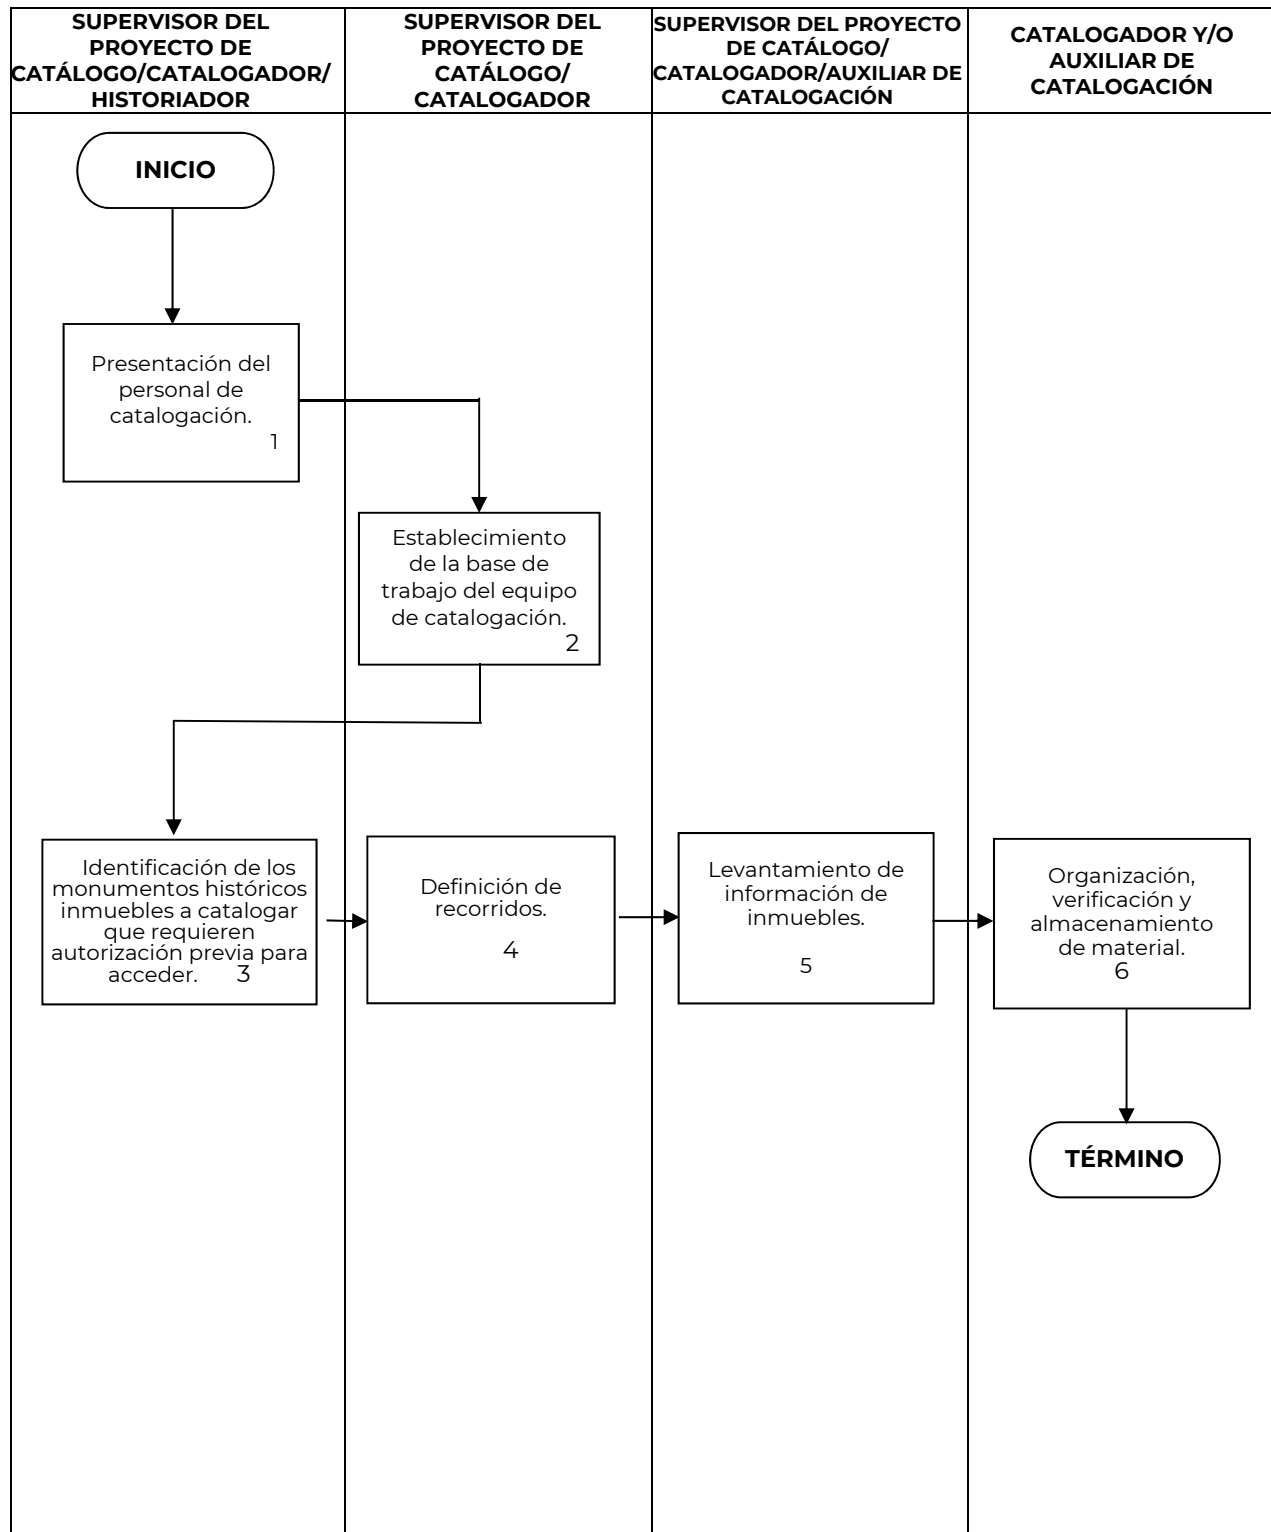 SUPERVISOR DEL
PROYECTO DE
CATÁLOGO/CATALOGADOR/
HISTORIADOR
SUPERVISOR DEL
PROYECTO DE
CATÁLOGO/
CATALOGADOR
SUPERVISOR DEL PROYECTO
DE CATÁLOGO/
CATALOGADOR/AUXILIAR DE
CATALOGACIÓN
CATALOGADOR Y/O
AUXILIAR DE
CATALOGACIÓN
INICIO
Presentación del
personal de
catalogación.
1
Establecimiento
de la base de
trabajo del equipo
de catalogación.
2
Identificación de los
monumentos históricos
inmuebles a catalogar
que requieren
autorización previa para
acceder. 3
Definición de
recorridos.
4
Levantamiento de
información de
inmuebles.
5
Organización,
verificación y
almacenamiento
de material.
6
TÉRMINO